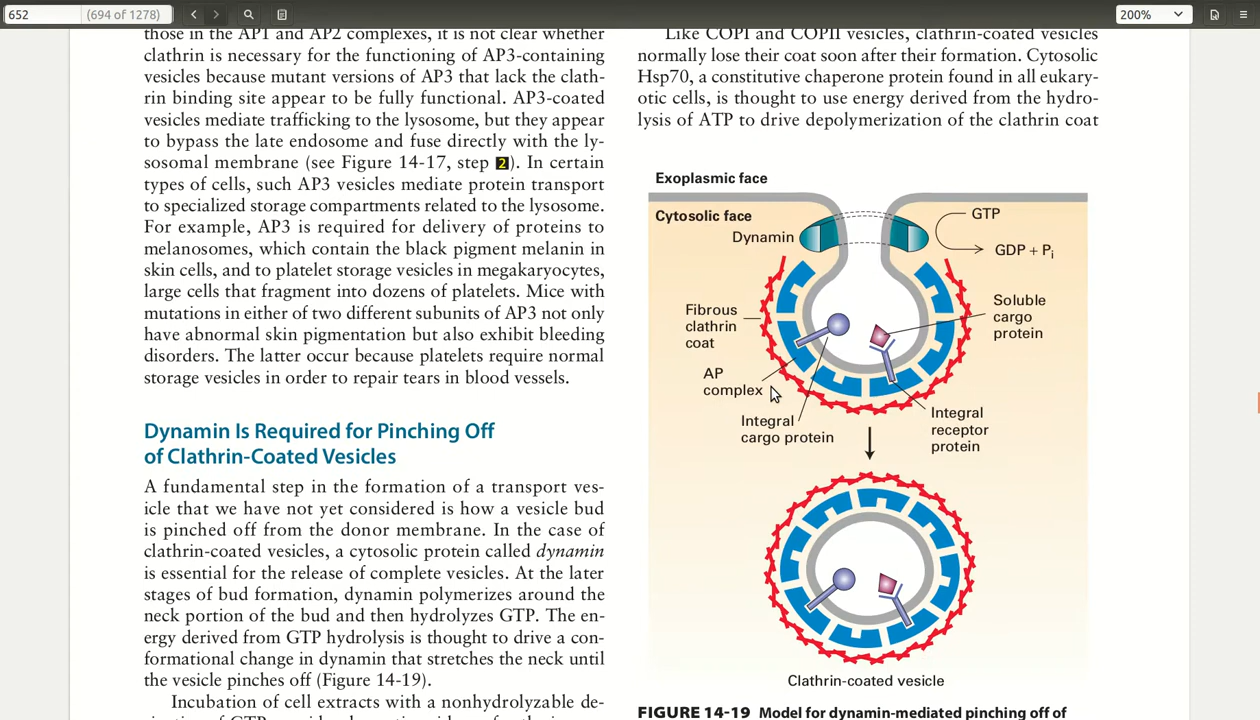 652
(694 of 1278)
200%
those in the AP1 and AP2 complexes, it is not clear whether
clathrin is necessary for the functioning of AP3-containing
vesicles because mutant versions of AP3 that lack the clath-
rin binding site appear to be fully functional. AP3-coated
vesicles mediate trafficking to the lysosome, but they appear
to bypass the late endosome and fuse directly with the ly-
sosomal membrane (see Figure 14-17, step 2). In certain
types of cells, such AP3 vesicles mediate protein transport
to specialized storage compartments related to the lysosome.
For example, AP3 is required for delivery of proteins to
melanosomes, which contain the black pigment melanin in
skin cells, and to platelet storage vesicles in megakaryocytes,
large cells that fragment into dozens of platelets. Mice with
mutations in either of two different subunits of AP3 not only
have abnormal skin pigmentation but also exhibit bleeding
disorders. The latter occur because platelets require normal
storage vesicles in order to repair tears in blood vessels.
Dynamin Is Required for Pinching Off
of Clathrin-Coated Vesicles
A fundamental step in the formation of a transport ves-
icle that we have not yet considered is how a vesicle bud
is pinched off from the donor membrane. In the case of
clathrin-coated vesicles, a cytosolic protein called dynamin
is essential for the release of complete vesicles. At the later
stages of bud formation, dynamin polymerizes around the
neck portion of the bud and then hydrolyzes GTP. The en-
ergy derived from GTP hydrolysis is thought to drive a con-
formational change in dynamin that stretches the neck until
the vesicle pinches off (Figure 14-19).
Incubation of cell extracts with a nonhydrolyzable de-
Like COPI and COPII vesicles, clathrin-coated vesicles
normally lose their coat soon after their formation. Cytosolic
Hsp70, a constitutive chaperone protein found in all eukary-
otic cells, is thought to use energy derived from the hydro-
lysis of ATP to drive depolymerization of the clathrin coat
Exoplasmic face
Cytosolic face
Dynamin
GTP
GDP + Pi
Fibrous
clathrin
coat
Soluble
cargo
protein
AP
complex
Integral
cargo protein
Integral
receptor
protein
Clathrin-coated vesicle
FIGURE 14-19 Model for dynamin-mediated pinching off of